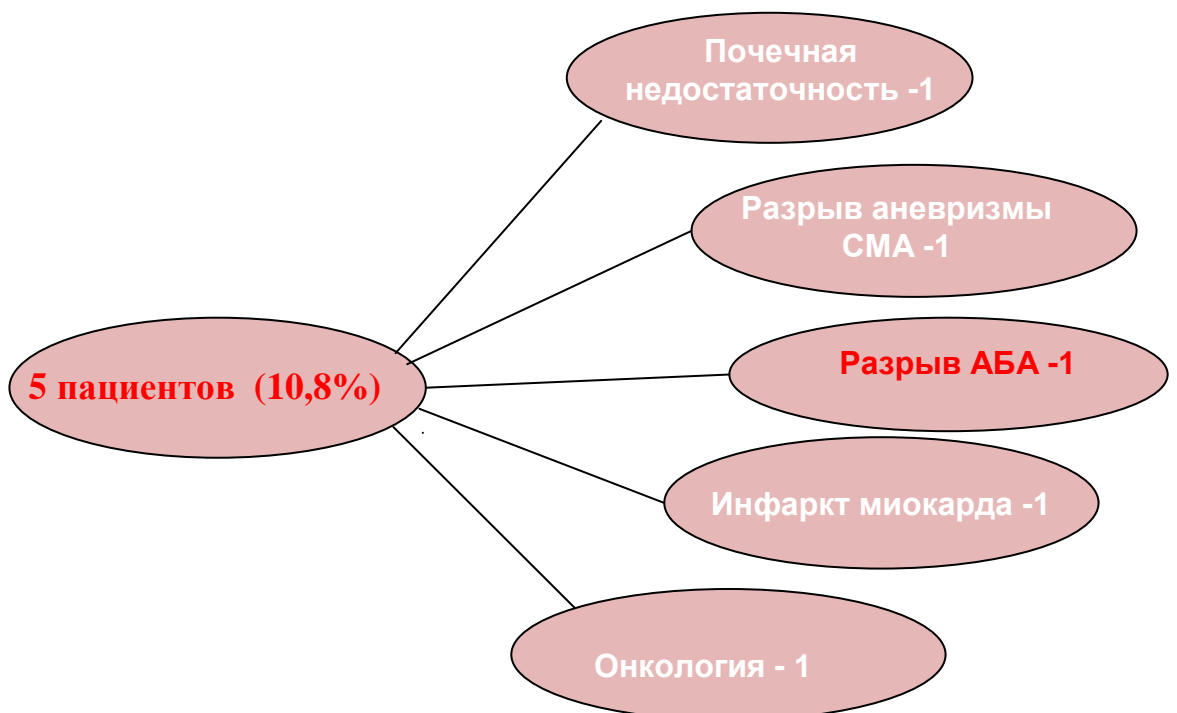 Почечная
недостаточность -1
Разрыв аневризмы
СМА -1
Разрыв АБА -1
5 пациентов (10,8%)
Инфаркт миокарда -1
Онкология - 1